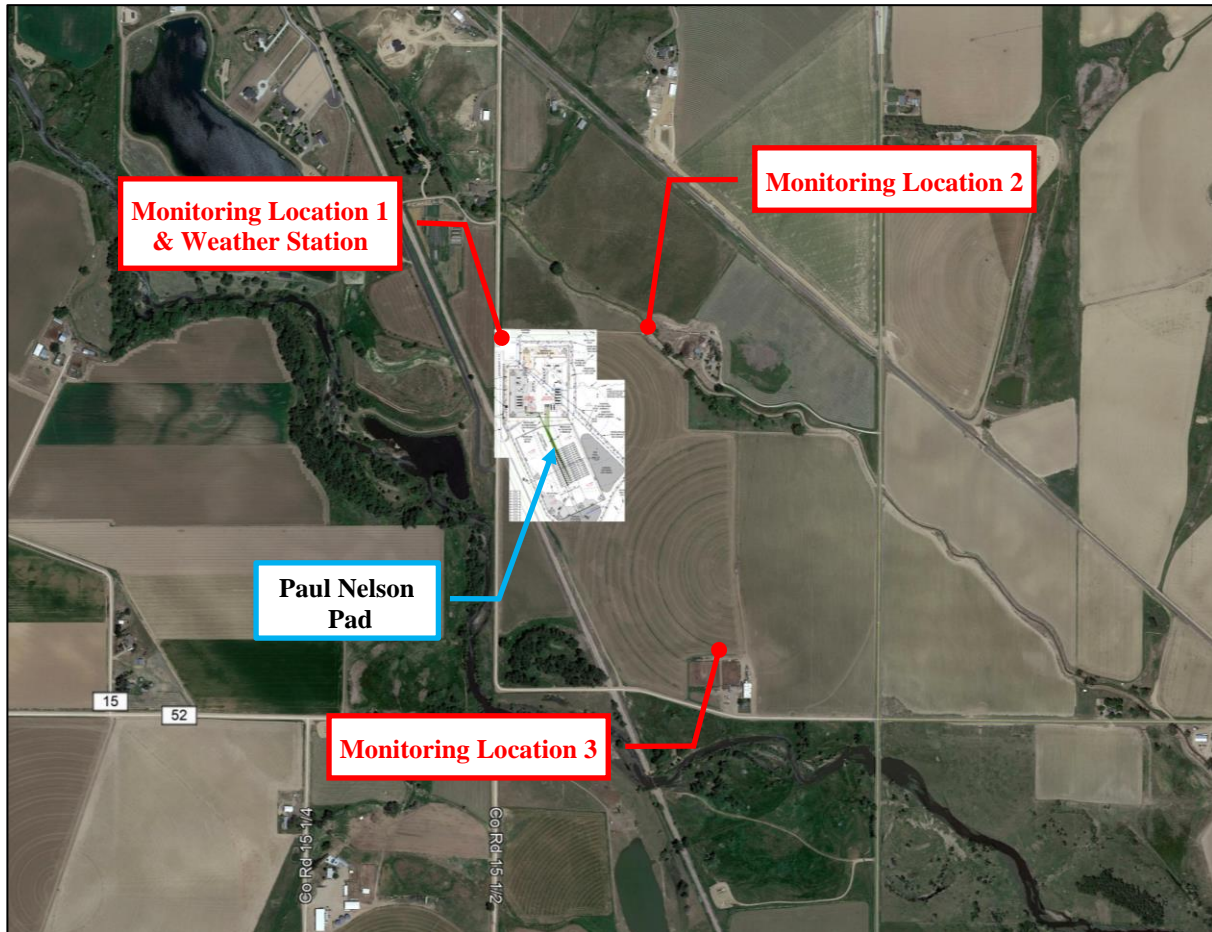 Monitoring Location 1
& Weather Station
Monitoring Location 2
Paul Nelson
Pad
Monitoring Location 3
15
52
Co Rd 15 1/4
Co Rd 15 1/2